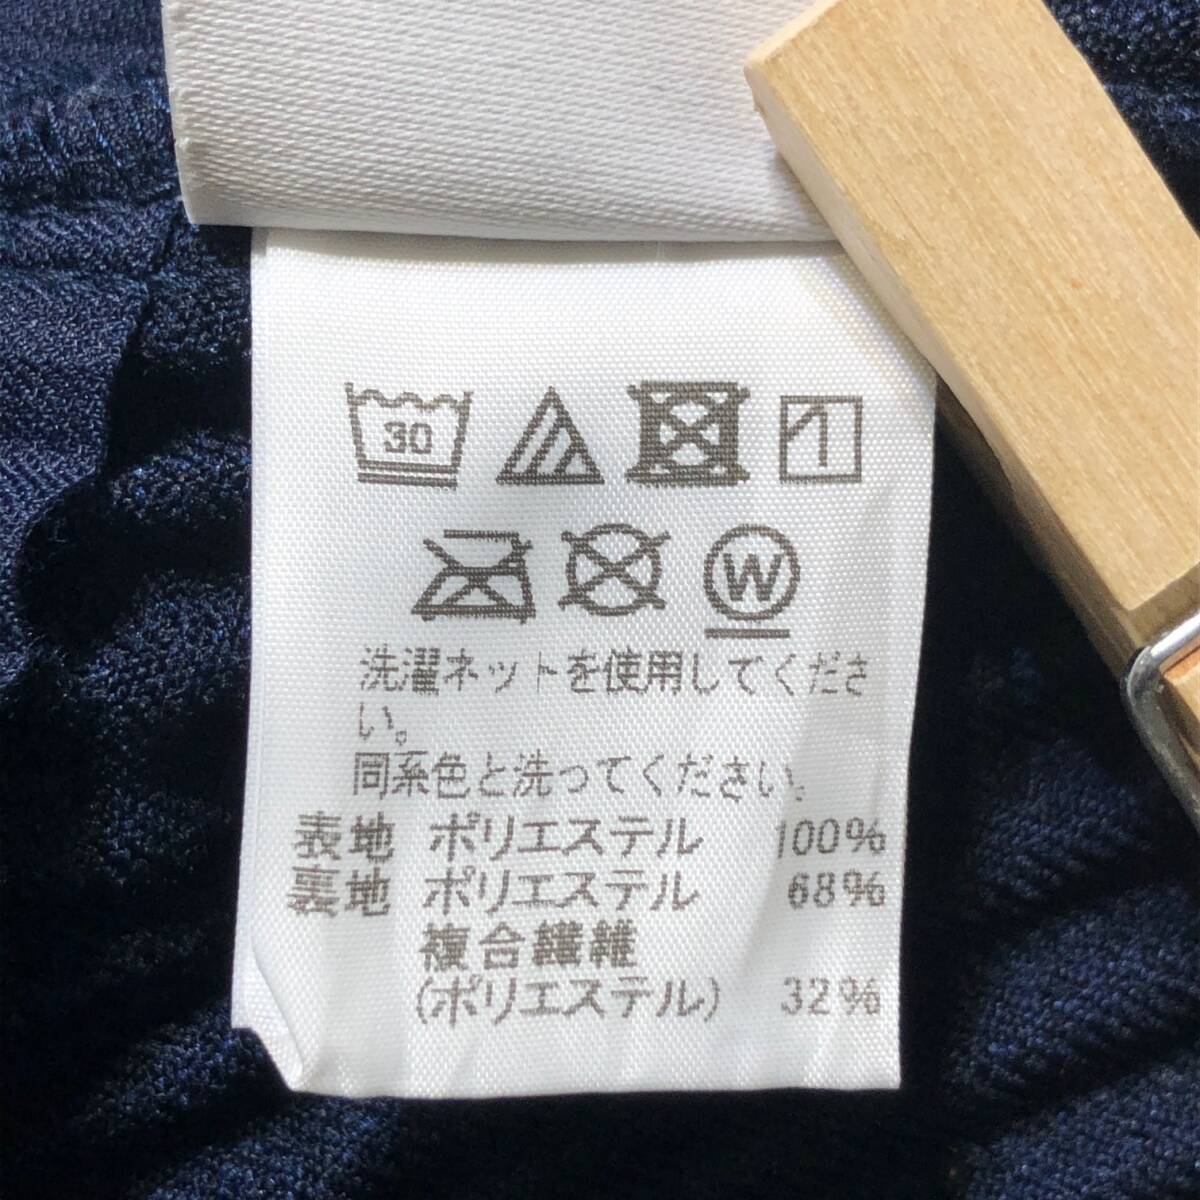 30
W
洗濯ネットを使用してくださ
い。
同系色と洗ってください。
表地 ポリエステル 100%
裏地 ポリエステル 68%
複合繊維
(ポリエステル) 32%